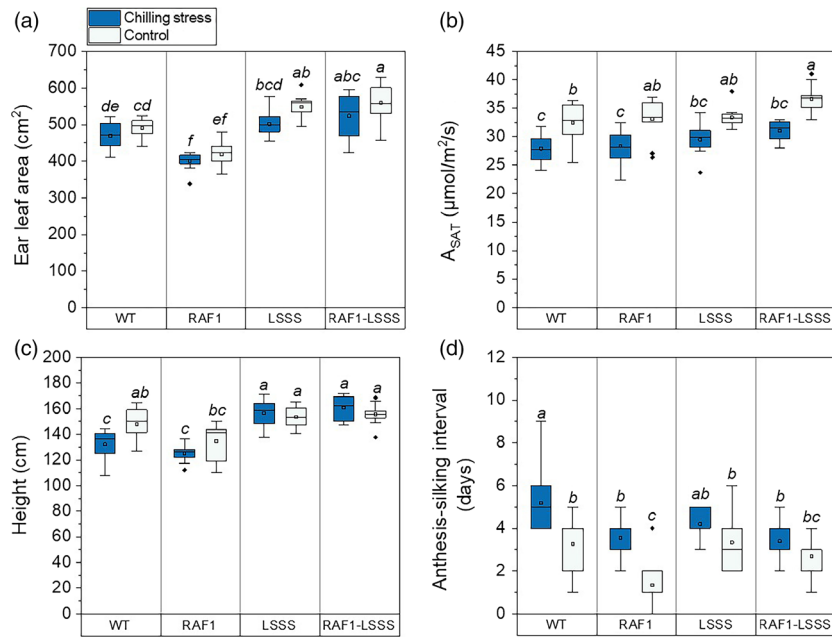 (a)
Chilling stress
Control
Ear leaf area (cm²)
700
600
500
400
300
200
100
0
de cd f ef bcd ab abc a
WT RAF1 LSSS RAF1-LSSS
(b)
A_SAT (µmol/m²/s)
45
40
35
30
25
20
15
10
5
0
c b c ab bc ab bc a
WT RAF1 LSSS RAF1-LSSS
(c)
Height (cm)
200
180
160
140
120
100
80
60
40
20
0
c ab c bc a a a a
WT RAF1 LSSS RAF1-LSSS
(d)
Anthesis-silking interval
(days)
12
10
8
6
4
2
0
a b b c ab b b bc
WT RAF1 LSSS RAF1-LSSS